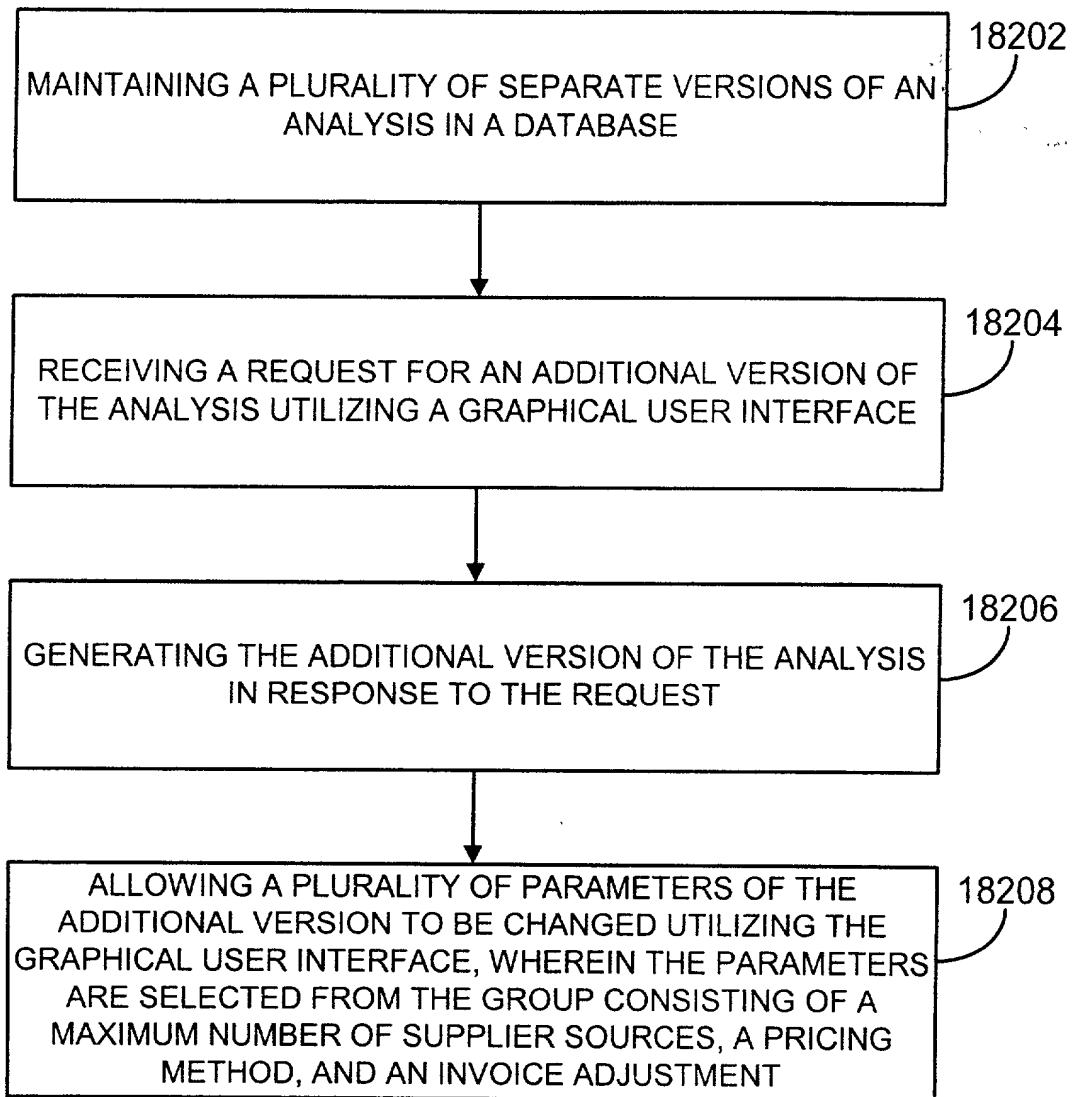 18202
MAINTAINING A PLURALITY OF SEPARATE VERSIONS OF AN
ANALYSIS IN A DATABASE
18204
RECEIVING A REQUEST FOR AN ADDITIONAL VERSION OF
THE ANALYSIS UTILIZING A GRAPHICAL USER INTERFACE
18206
GENERATING THE ADDITIONAL VERSION OF THE ANALYSIS
IN RESPONSE TO THE REQUEST
18208
ALLOWING A PLURALITY OF PARAMETERS OF THE
ADDITIONAL VERSION TO BE CHANGED UTILIZING THE
GRAPHICAL USER INTERFACE, WHEREIN THE PARAMETERS
ARE SELECTED FROM THE GROUP CONSISTING OF A
MAXIMUM NUMBER OF SUPPLIER SOURCES, A PRICING
METHOD, AND AN INVOICE ADJUSTMENT